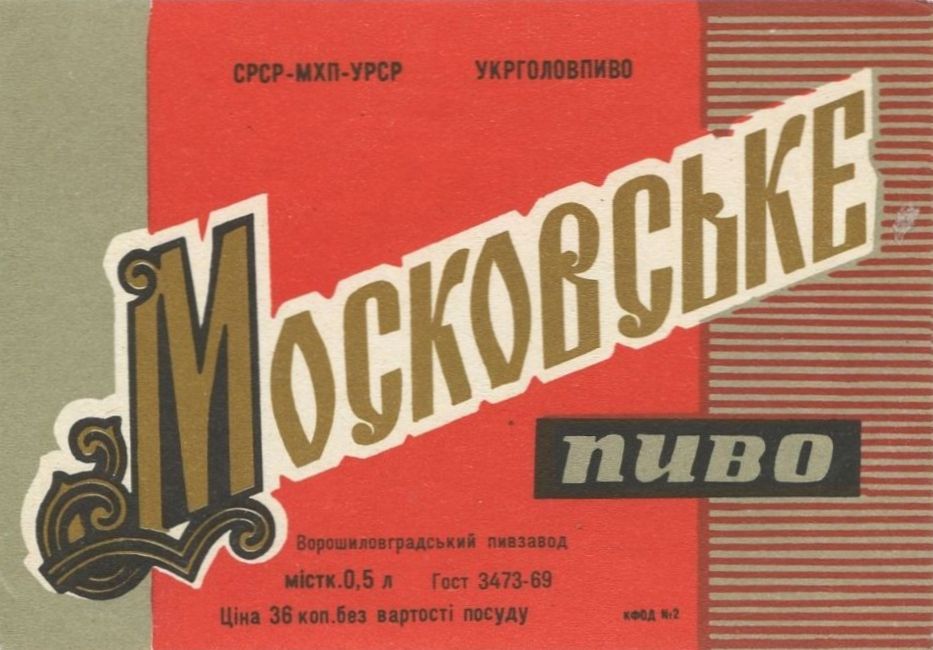 СРСР-МХП-УРСР УКРГОЛОВПИВО
МОСКОВСЬКЕ
пиво
Ворошиловградський пивзавод
містк.0,5 л Гост 3473-69
Ціна 36 коп.без вартості посуду
КФОД №2